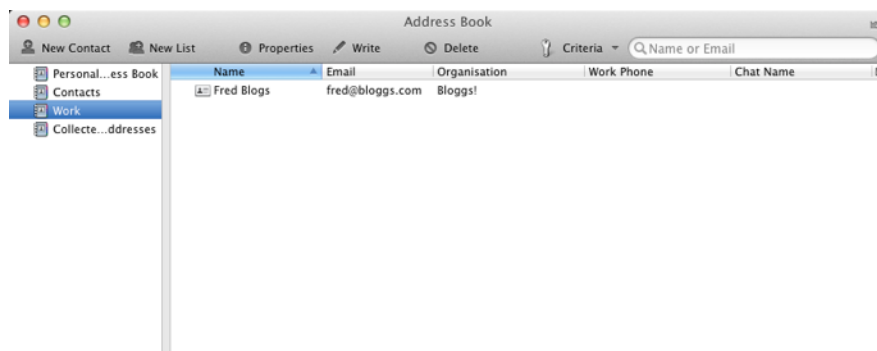 Address Book
New Contact New List Properties Write Delete Criteria Name or Email
Personal...ess Book Name Email Organisation Work Phone Chat Name
Contacts Fred Blogs fred@bloggs.com Bloggs!
Work
Collecte...ddresses